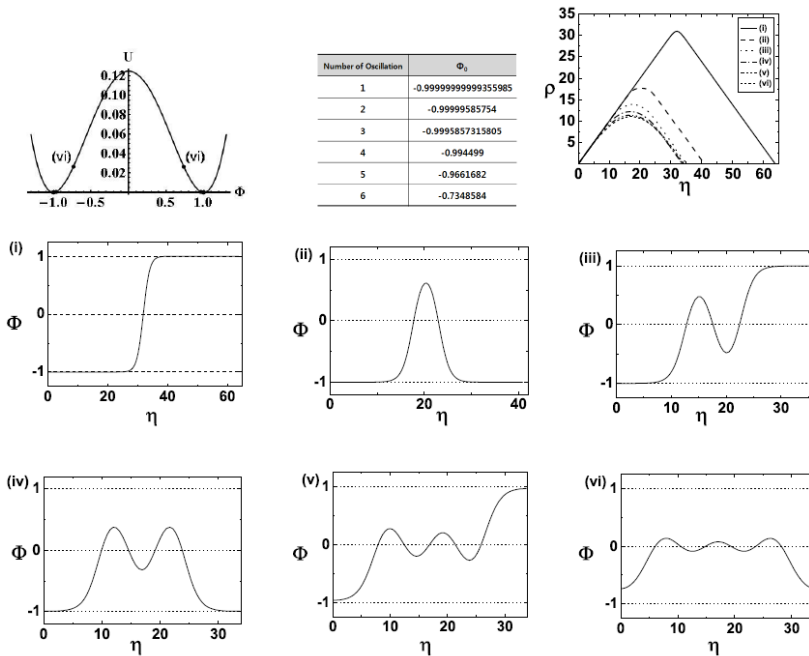 U
0.12
0.10
0.08
0.06
0.04
0.02
(vi)
(vi)
Φ
−1.0
−0.5
0.5
1.0
Number of Oscillation Φ₀
1 -0.99999999999355985
2 -0.99999585754
3 -0.9995857315805
4 -0.994499
5 -0.9661682
6 -0.7348584
35
30
25
20
15
10
5
0
ρ
(i)
(ii)
(iii)
(iv)
(v)
(vi)
0 10 20 30 40 50 60
η
(i)
1
0
-1
Φ
0 20 40 60
η
(ii)
1
0
-1
Φ
0 20 40
η
(iii)
1
0
-1
Φ
0 10 20 30
η
(iv)
1
0
-1
Φ
0 10 20 30
η
(v)
1
0
-1
Φ
0 10 20 30
η
(vi)
1
0
-1
Φ
0 10 20 30
η